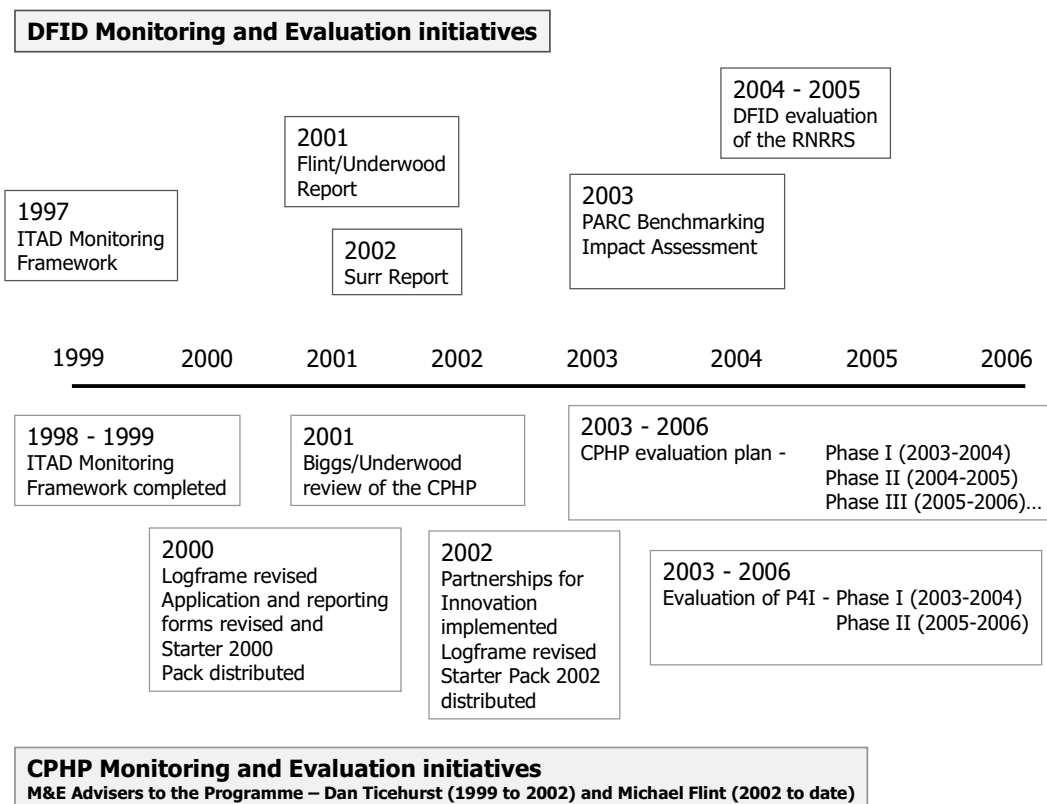 DFID Monitoring and Evaluation initiatives
2004 - 2005
DFID evaluation
of the RNRRS
2001
Flint/Underwood
Report
2003
PARC Benchmarking
Impact Assessment
1997
ITAD Monitoring
Framework
2002
Surr Report
1999 2000 2001 2002 2003 2004 2005 2006
1998 - 1999
ITAD Monitoring
Framework completed
2001
Biggs/Underwood
review of the CPHP
2003 - 2006
CPHP evaluation plan - Phase I (2003-2004)
Phase II (2004-2005)
Phase III (2005-2006)...
2000
Logframe revised
Application and reporting
forms revised and
Starter 2000
Pack distributed
2002
Partnerships for
Innovation
implemented
Logframe revised
Starter Pack 2002
distributed
2003 - 2006
Evaluation of P4I - Phase I (2003-2004)
Phase II (2005-2006)
CPHP Monitoring and Evaluation initiatives
M&E Advisers to the Programme – Dan Ticehurst (1999 to 2002) and Michael Flint (2002 to date)